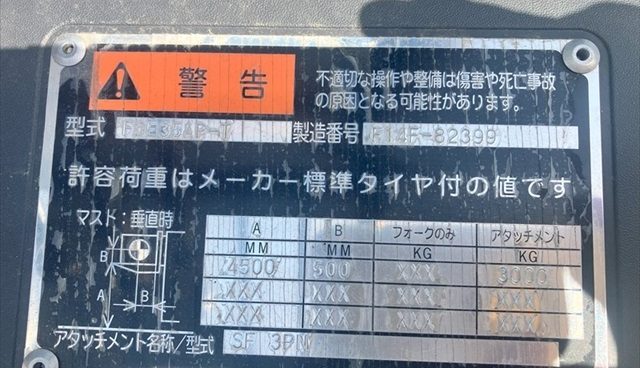 警告
不適切な操作や整備は傷害や死亡事故
の原因となる可能性があります。
型式
製造番号 F14F-82399
許容荷重はメーカー標準タイヤ付の値です
マスト:垂直時
A B フォークのみ アタッチメント
MM MM KG KG
4500 500 XXX 3000
XXX XXX XXX XXX
XXX XXX XXX XXX
B
A B
アタッチメント名称/型式 SF